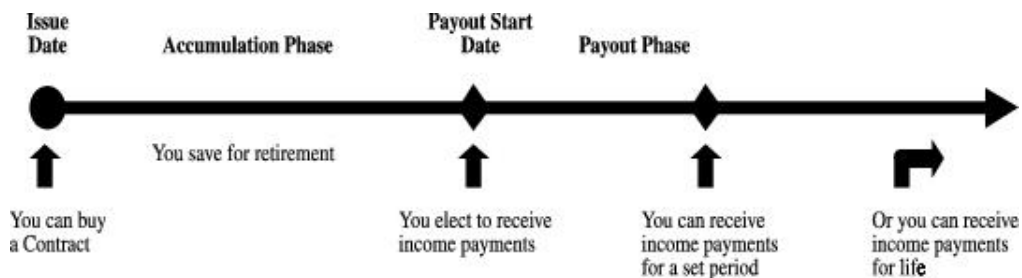 Issue
Date
Accumulation Phase
Payout Start
Date
Payout Phase
You save for retirement
You can buy
a Contract
You elect to receive
income payments
You can receive
income payments
for a set period
Or you can receive
income payments
for life